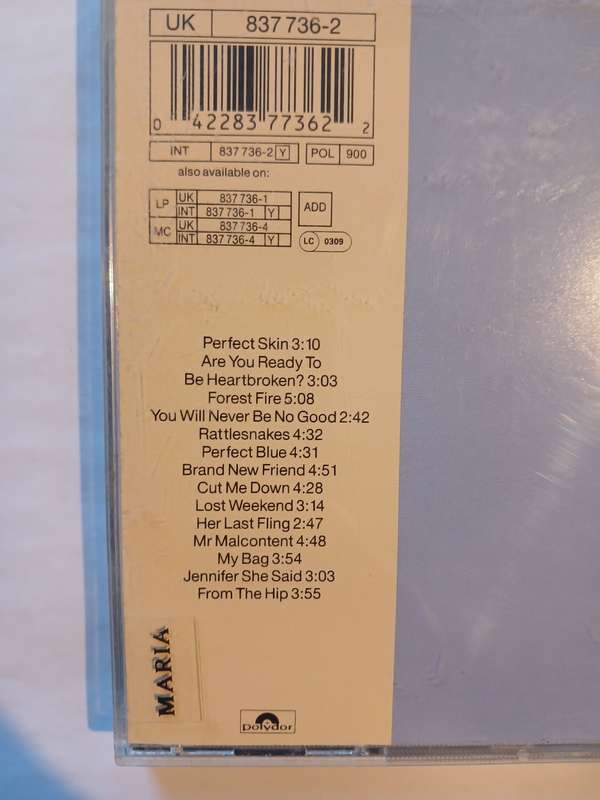 UK 837 736-2
0 42283 77362 2
INT 837 736-2 Y POL 900
also available on:
LP UK 837 736-1
INT 837 736-1 Y
MC UK 837 736-4
INT 837 736-4 Y
ADD
LC 0309
Perfect Skin 3:10
Are You Ready To
Be Heartbroken? 3:03
Forest Fire 5:08
You Will Never Be No Good 2:42
Rattlesnakes 4:32
Perfect Blue 4:31
Brand New Friend 4:51
Cut Me Down 4:28
Lost Weekend 3:14
Her Last Fling 2:47
Mr Malcontent 4:48
My Bag 3:54
Jennifer She Said 3:03
From The Hip 3:55
MARIA
Polydor